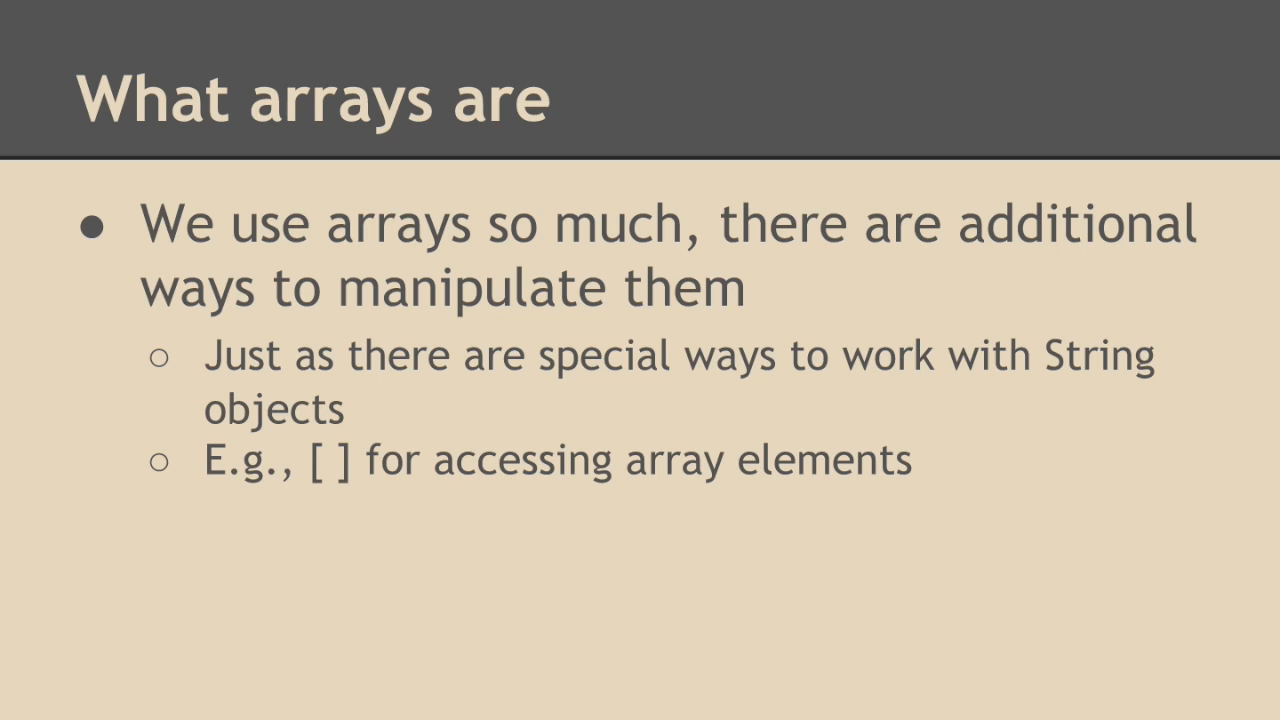 What arrays are
● We use arrays so much, there are additional
ways to manipulate them
○ Just as there are special ways to work with String
objects
○ E.g., [ ] for accessing array elements